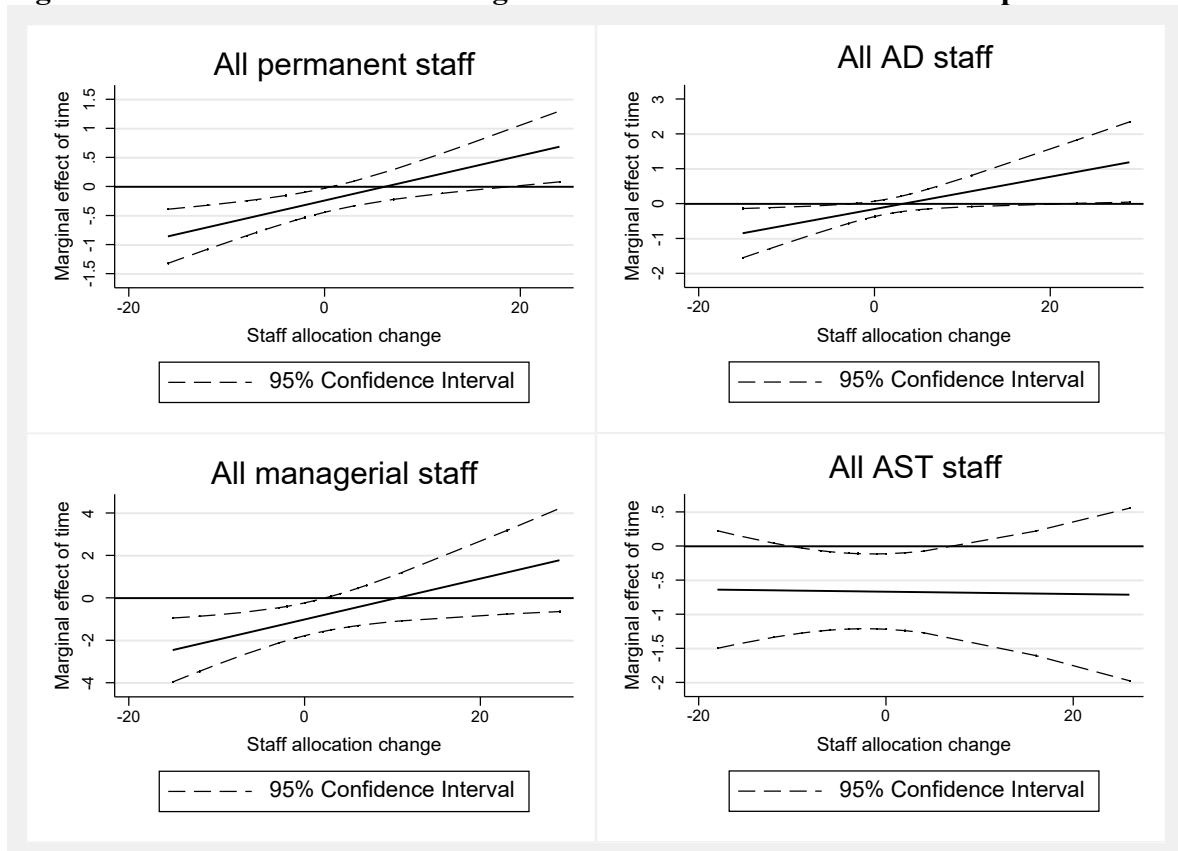 All permanent staff
Marginal effect of time
1.5
1
.5
0
-.5
-1
-1.5
-20 0 20
Staff allocation change
95% Confidence Interval
All AD staff
Marginal effect of time
3
2
1
0
-1
-2
-20 0 20
Staff allocation change
95% Confidence Interval
All managerial staff
Marginal effect of time
4
2
0
-2
-4
-20 0 20
Staff allocation change
95% Confidence Interval
All AST staff
Marginal effect of time
.5
0
-.5
-1
-1.5
-2
-20 0 20
Staff allocation change
95% Confidence Interval